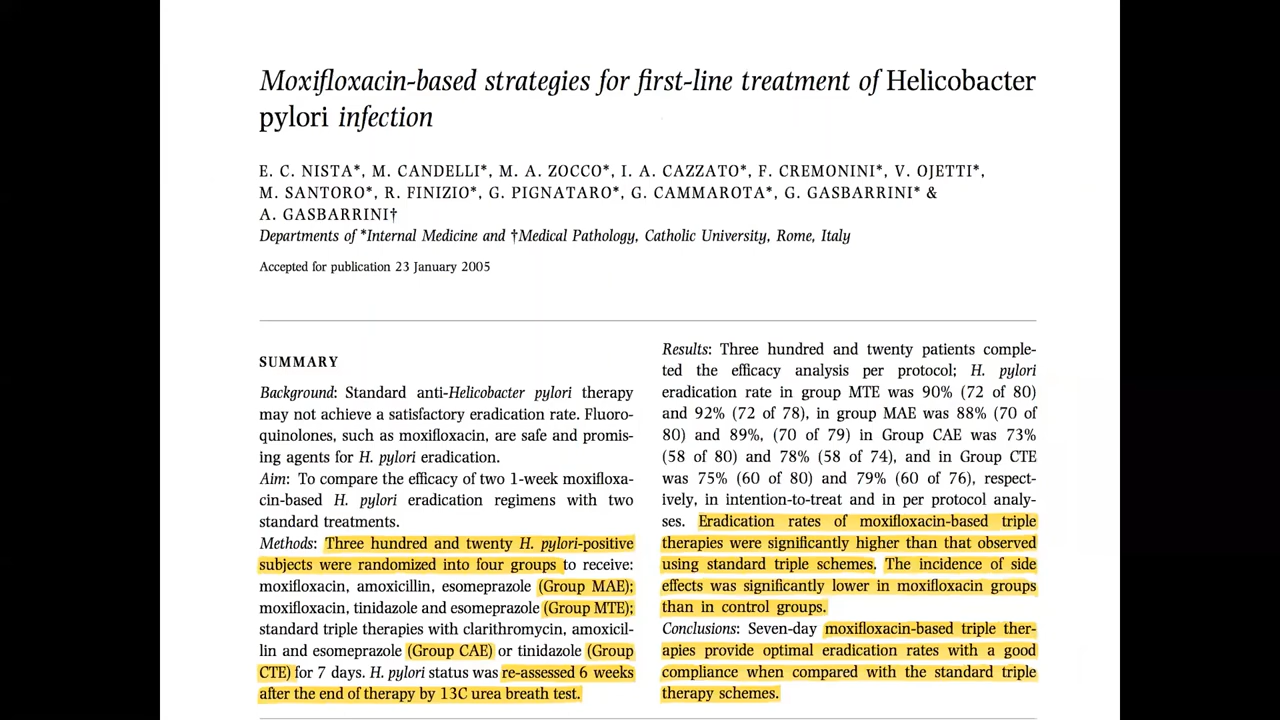 Moxifloxacin-based strategies for first-line treatment of Helicobacter
pylori infection
E. C. NISTA*, M. CANDELLI*, M. A. ZOCCO*, I. A. CAZZATO*, F. CREMONINI*, V. OJETTI*,
M. SANTORO*, R. FINIZIO*, G. PIGNATARO*, G. CAMMAROTA*, G. GASBARRINI* &
A. GASBARRINI†
Departments of *Internal Medicine and †Medical Pathology, Catholic University, Rome, Italy
Accepted for publication 23 January 2005
SUMMARY
Background: Standard anti-Helicobacter pylori therapy
may not achieve a satisfactory eradication rate. Fluoro-
quinolones, such as moxifloxacin, are safe and promis-
ing agents for H. pylori eradication.
Aim: To compare the efficacy of two 1-week moxifloxa-
cin-based H. pylori eradication regimens with two
standard treatments.
Methods: Three hundred and twenty H. pylori-positive
subjects were randomized into four groups to receive:
moxifloxacin, amoxicillin, esomeprazole (Group MAE);
moxifloxacin, tinidazole and esomeprazole (Group MTE);
standard triple therapies with clarithromycin, amoxicil-
lin and esomeprazole (Group CAE) or tinidazole (Group
CTE) for 7 days. H. pylori status was re-assessed 6 weeks
after the end of therapy by 13C urea breath test.
Results: Three hundred and twenty patients comple-
ted the efficacy analysis per protocol; H. pylori
eradication rate in group MTE was 90% (72 of 80)
and 92% (72 of 78), in group MAE was 88% (70 of
80) and 89%, (70 of 79) in Group CAE was 73%
(58 of 80) and 78% (58 of 74), and in Group CTE
was 75% (60 of 80) and 79% (60 of 76), respect-
ively, in intention-to-treat and in per protocol analy-
ses. Eradication rates of moxifloxacin-based triple
therapies were significantly higher than that observed
using standard triple schemes. The incidence of side
effects was significantly lower in moxifloxacin groups
than in control groups.
Conclusions: Seven-day moxifloxacin-based triple ther-
apies provide optimal eradication rates with a good
compliance when compared with the standard triple
therapy schemes.